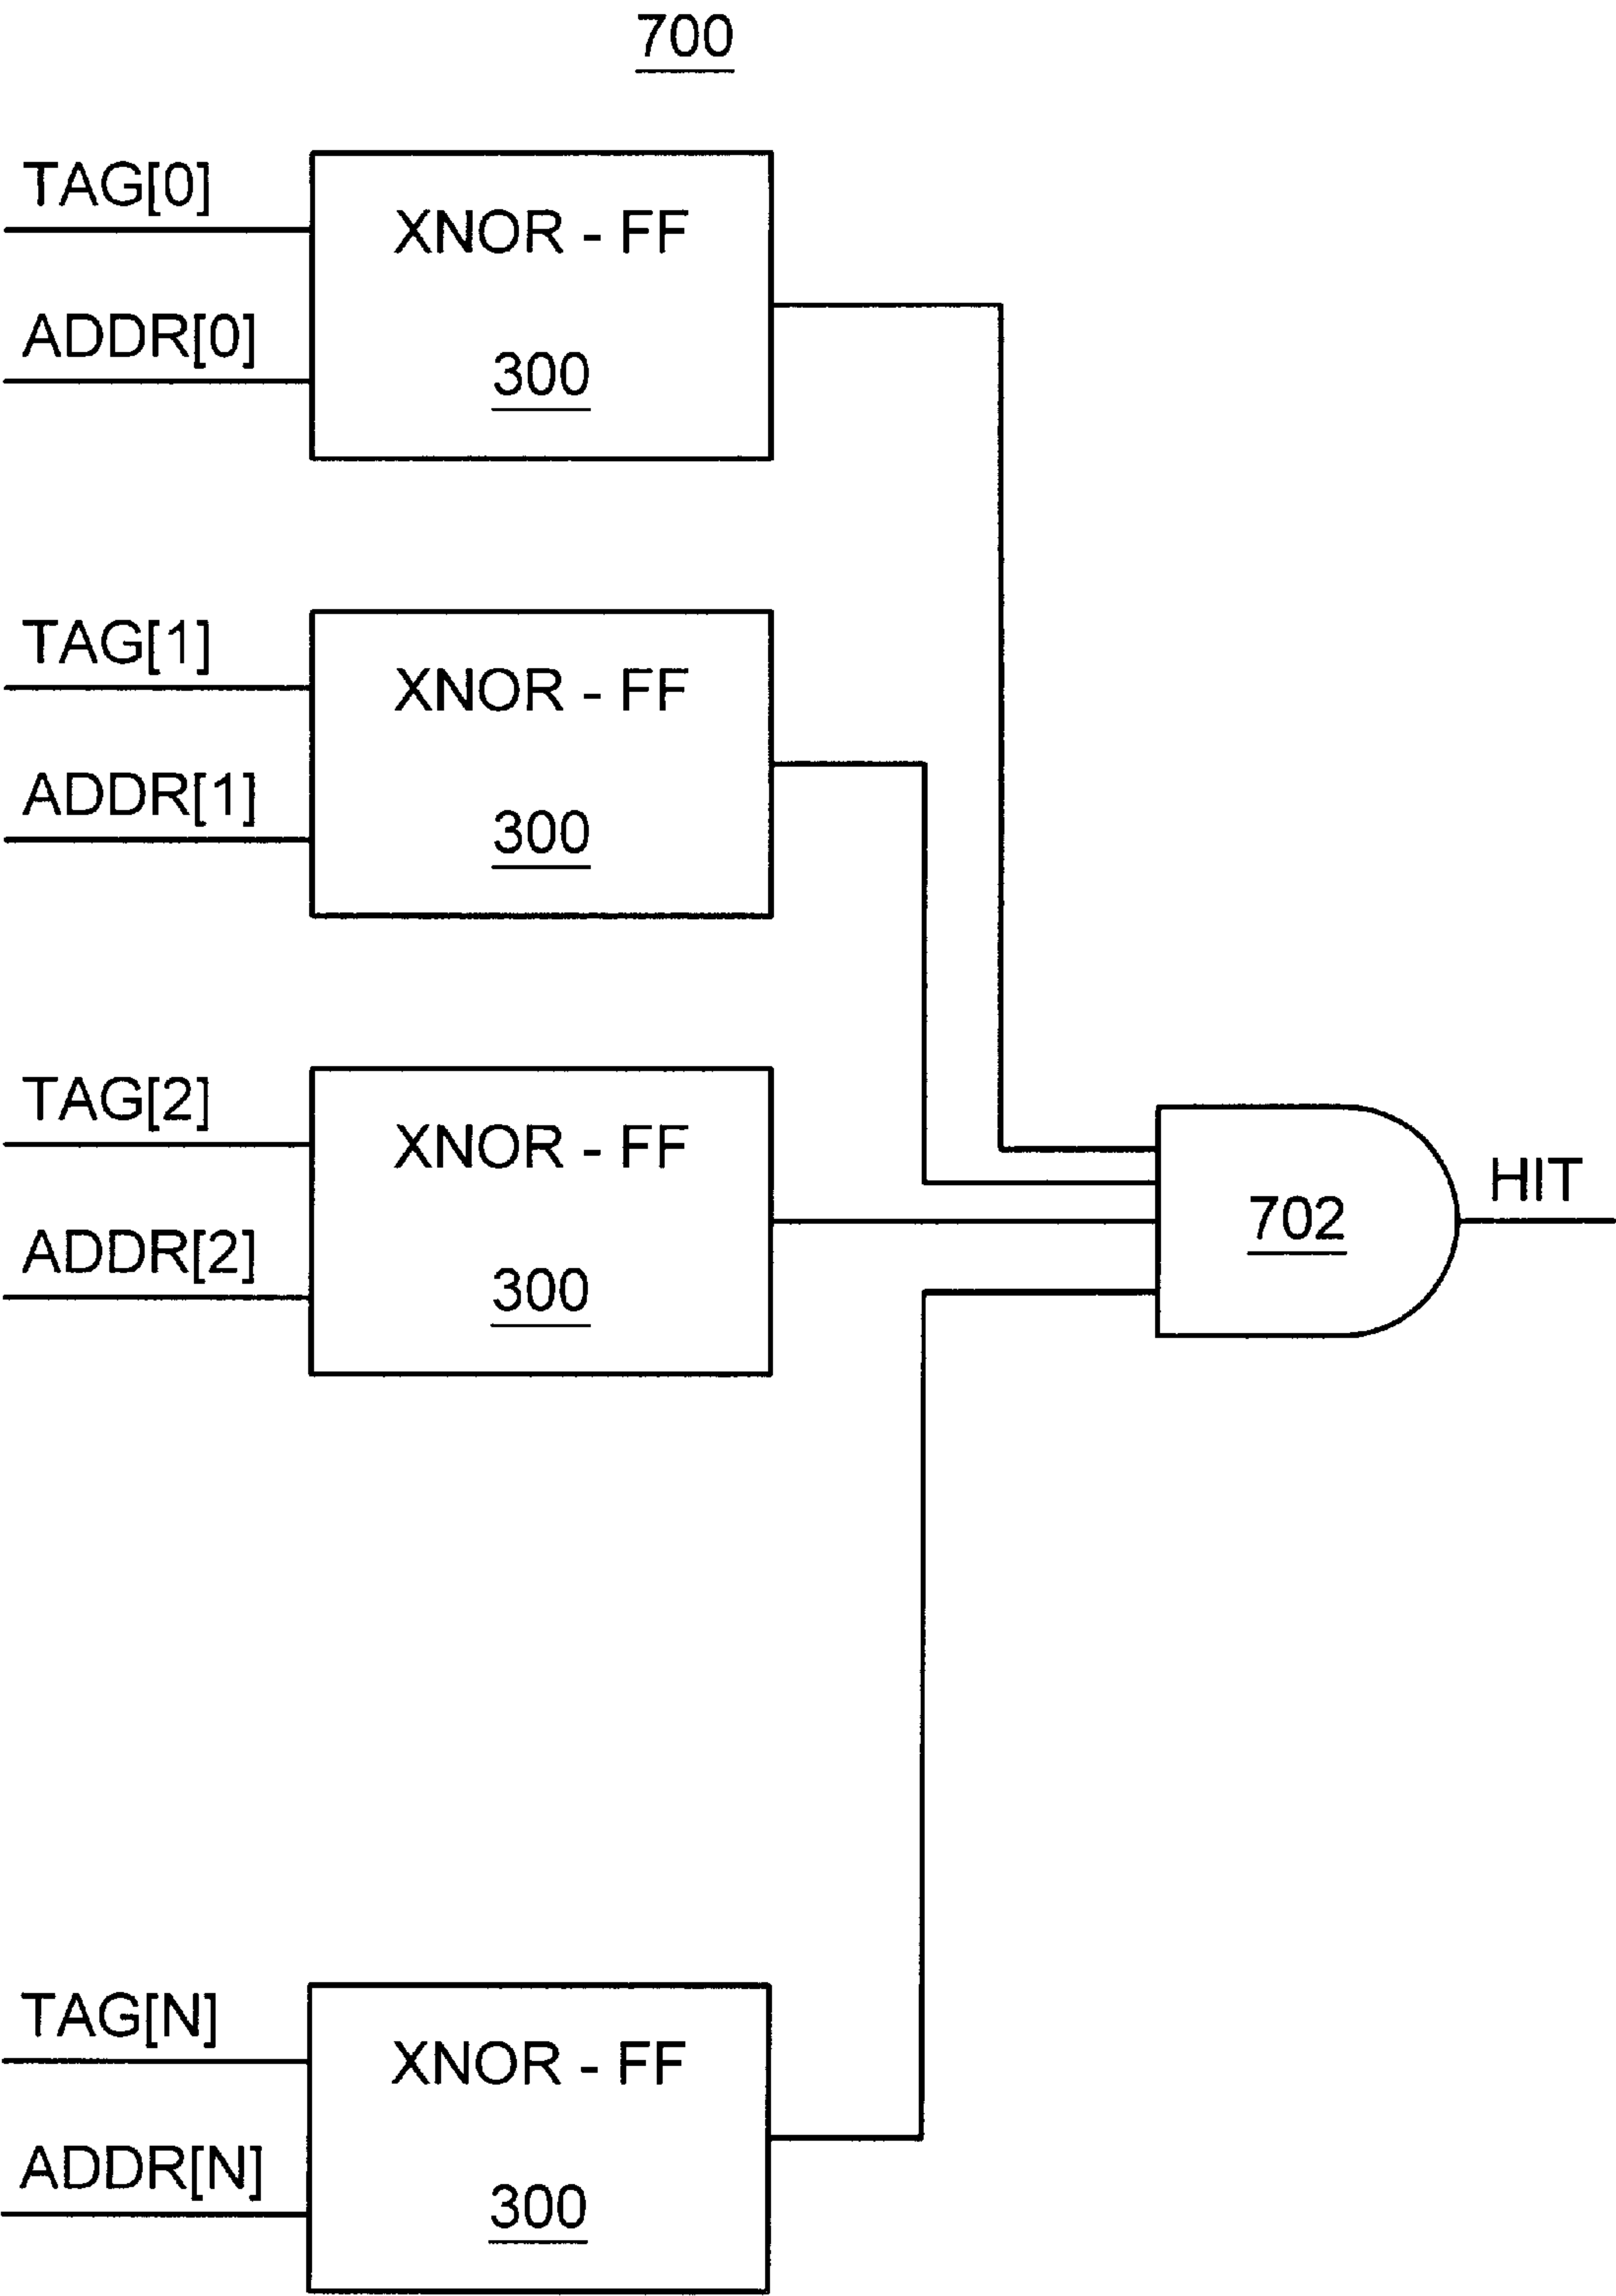 700
TAG[0]
XNOR - FF
ADDR[0]
300
TAG[1]
XNOR - FF
ADDR[1]
300
TAG[2]
XNOR - FF
ADDR[2]
300
702
HIT
TAG[N]
XNOR - FF
ADDR[N]
300